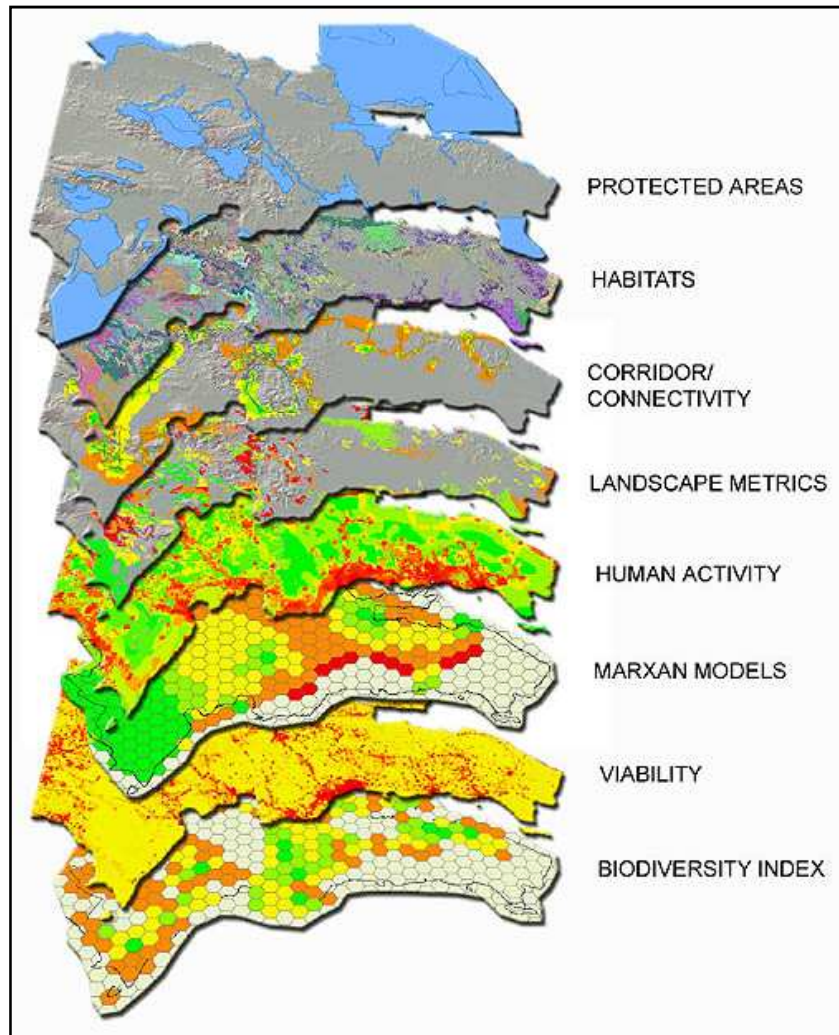 PROTECTED AREAS
HABITATS
CORRIDOR/
CONNECTIVITY
LANDSCAPE METRICS
HUMAN ACTIVITY
MARXAN MODELS
VIABILITY
BIODIVERSITY INDEX